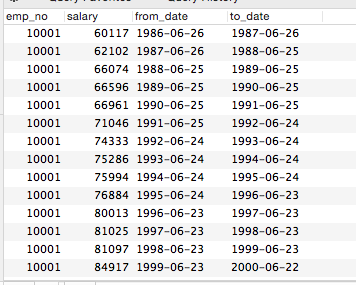 Query Favorites Query History
emp_no salary from_date to_date
10001 60117 1986-06-26 1987-06-26
10001 62102 1987-06-26 1988-06-25
10001 66074 1988-06-25 1989-06-25
10001 66596 1989-06-25 1990-06-25
10001 66961 1990-06-25 1991-06-25
10001 71046 1991-06-25 1992-06-24
10001 74333 1992-06-24 1993-06-24
10001 75286 1993-06-24 1994-06-24
10001 75994 1994-06-24 1995-06-24
10001 76884 1995-06-24 1996-06-23
10001 80013 1996-06-23 1997-06-23
10001 81025 1997-06-23 1998-06-23
10001 81097 1998-06-23 1999-06-23
10001 84917 1999-06-23 2000-06-22